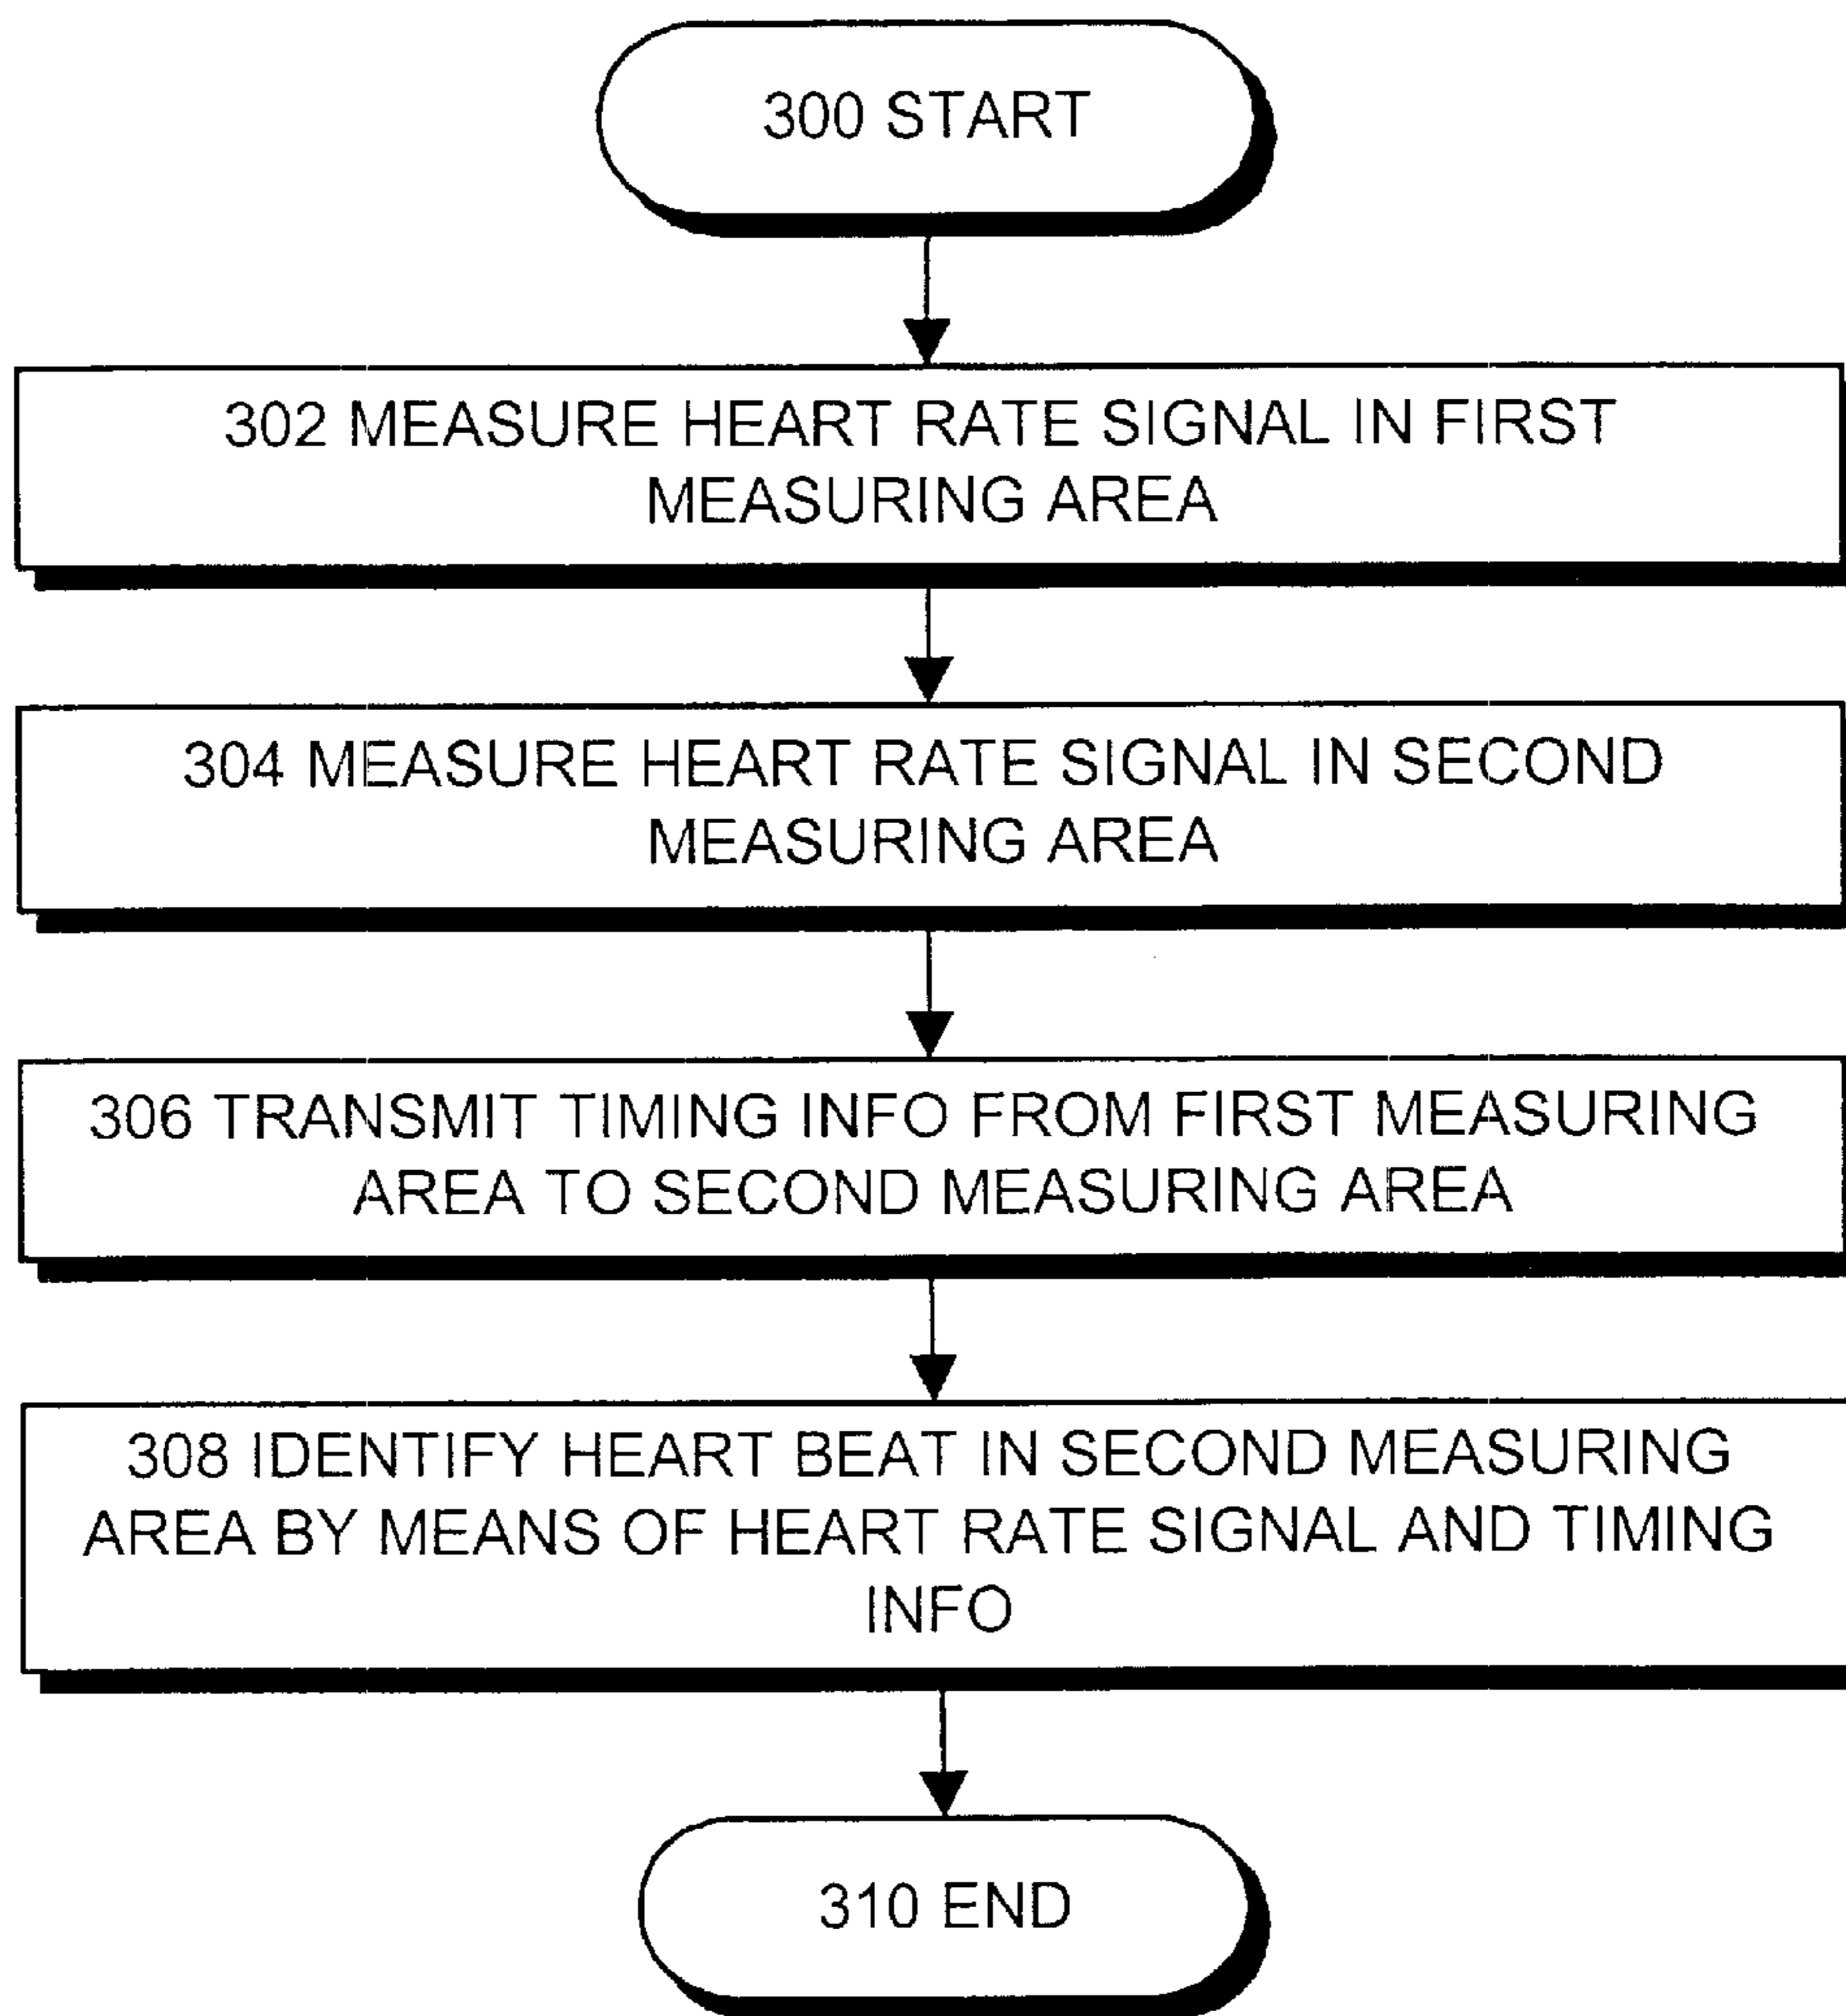 300 START
302 MEASURE HEART RATE SIGNAL IN FIRST
MEASURING AREA
304 MEASURE HEART RATE SIGNAL IN SECOND
MEASURING AREA
306 TRANSMIT TIMING INFO FROM FIRST MEASURING
AREA TO SECOND MEASURING AREA
308 IDENTIFY HEART BEAT IN SECOND MEASURING
AREA BY MEANS OF HEART RATE SIGNAL AND TIMING
INFO
310 END